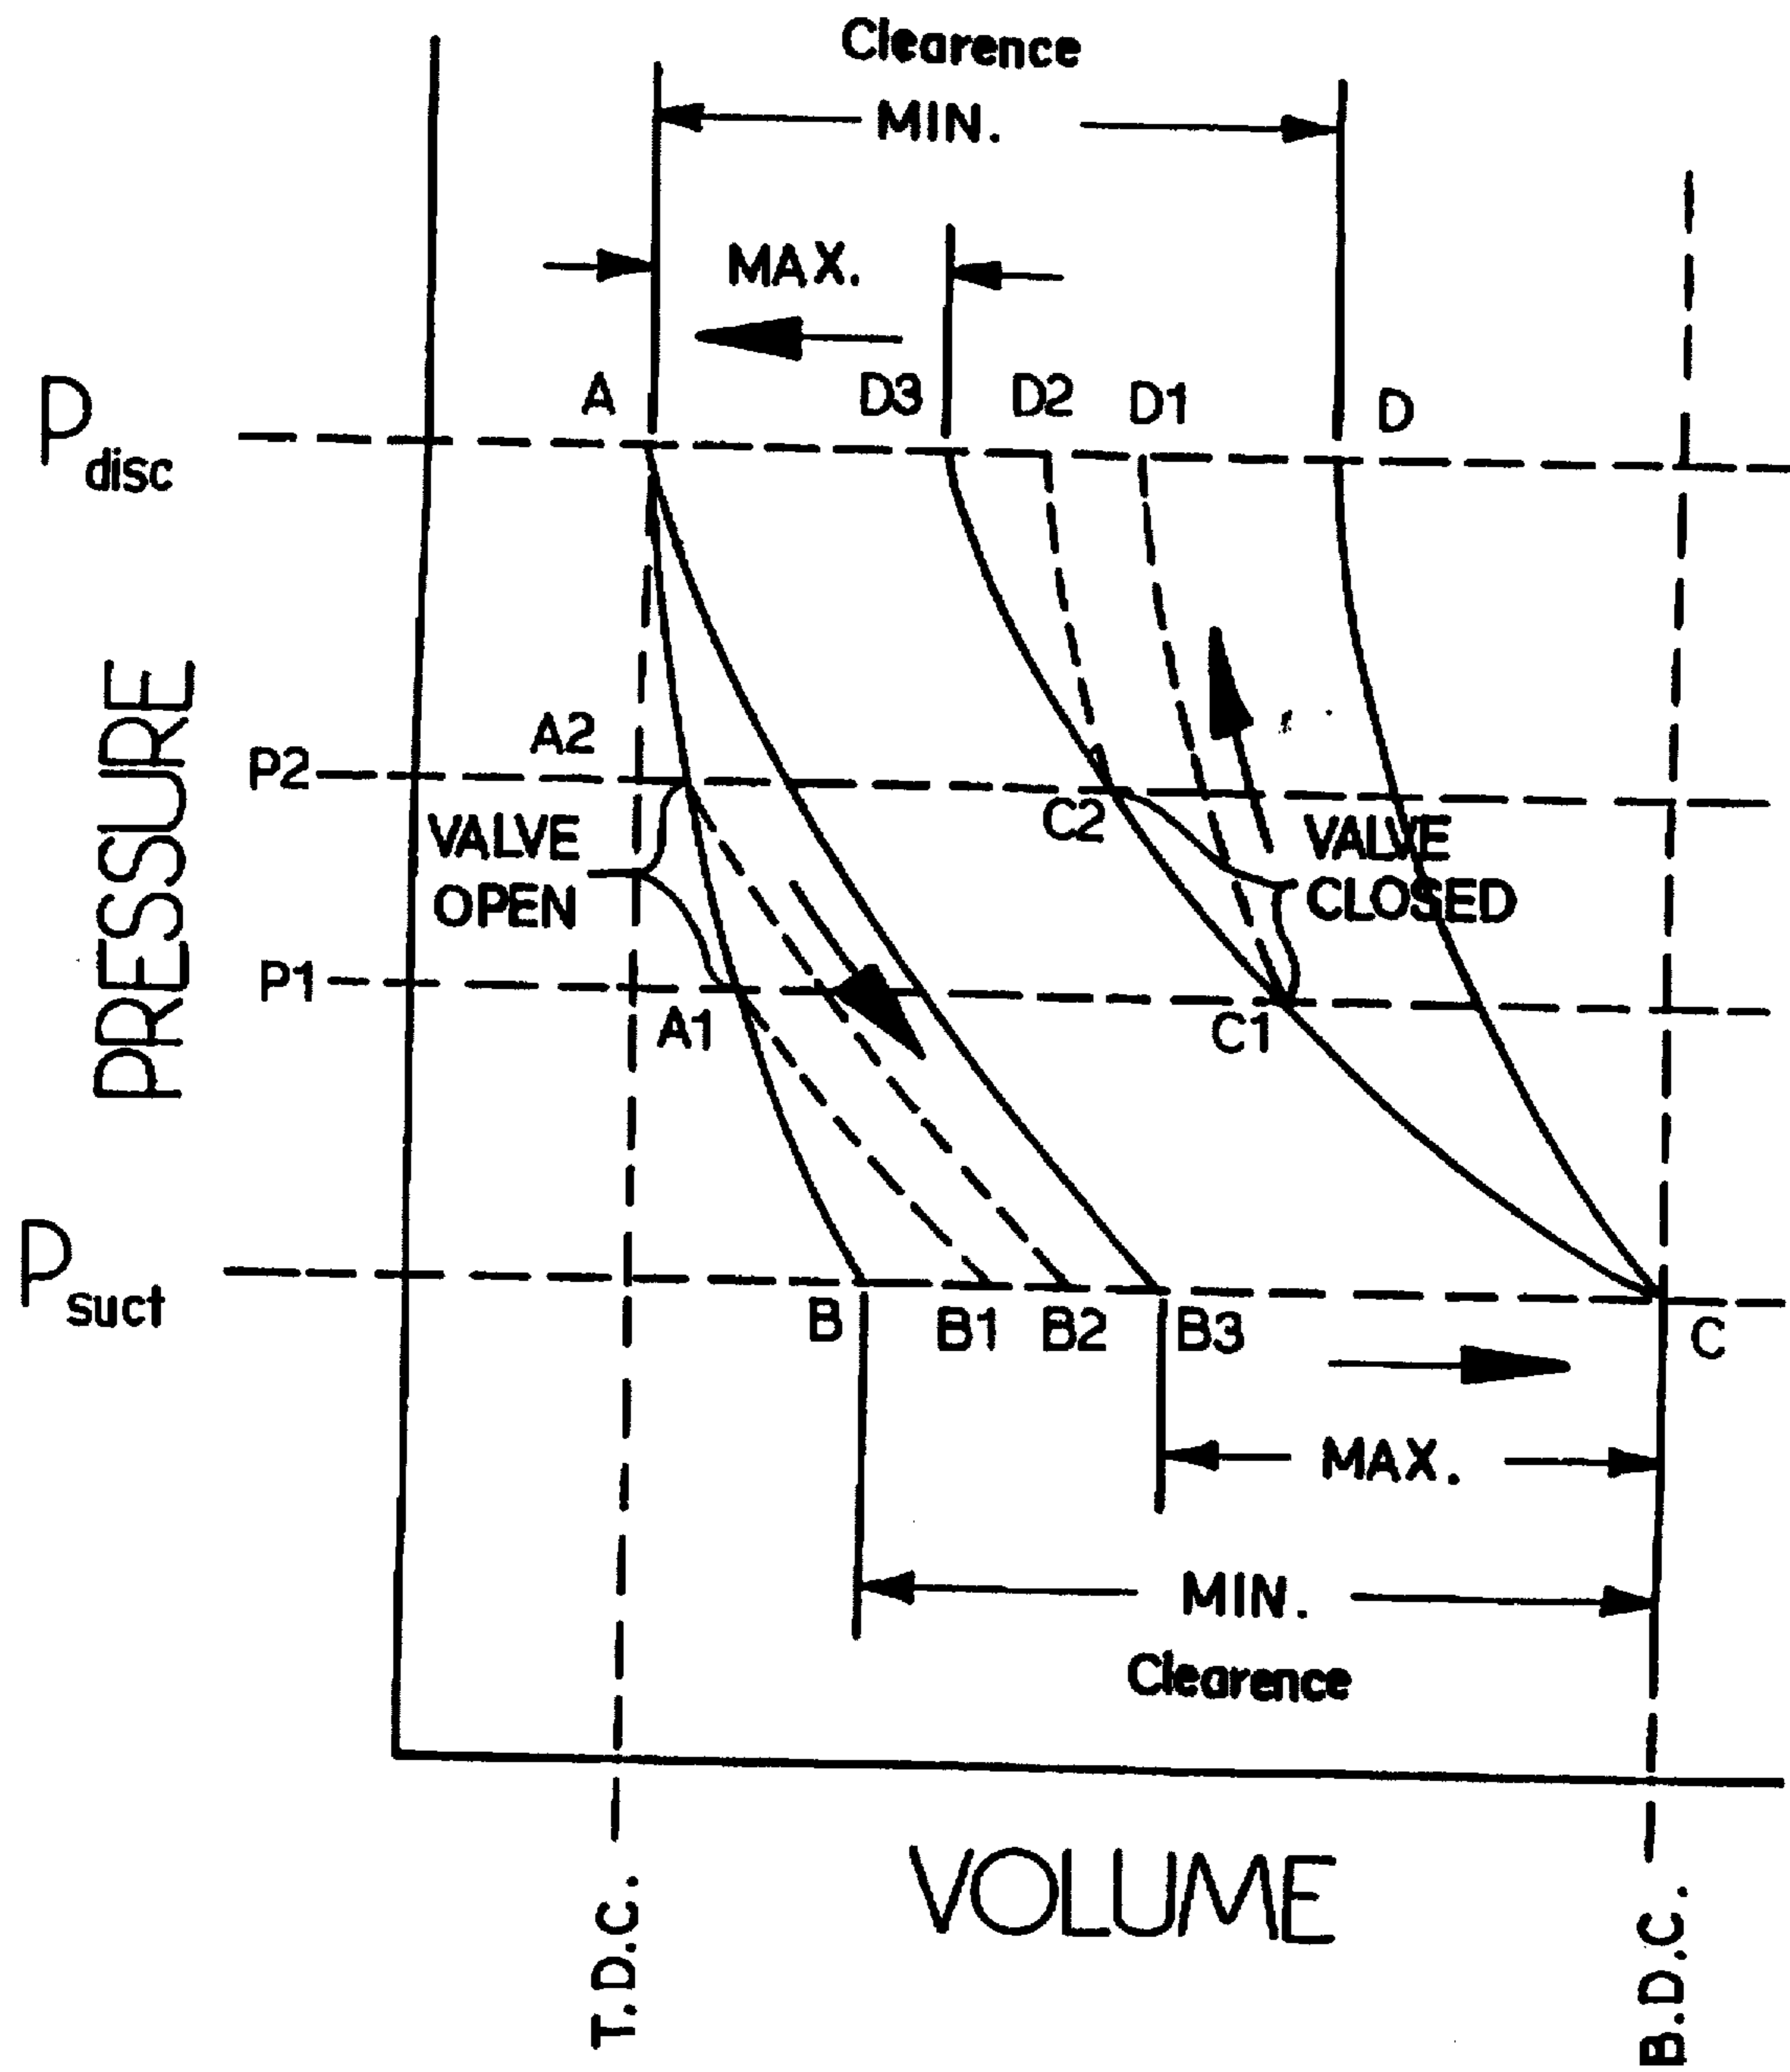 Clearence
MIN.
MAX.
A
D3
D2
D1
D
Pdisc
PRESSURE
P2
A2
C2
VALVE
OPEN
VALVE
CLOSED
P1
A1
C1
Psuct
B
B1
B2
B3
C
MAX.
MIN.
Clearence
VOLUME
T.D.C.
B.D.C.